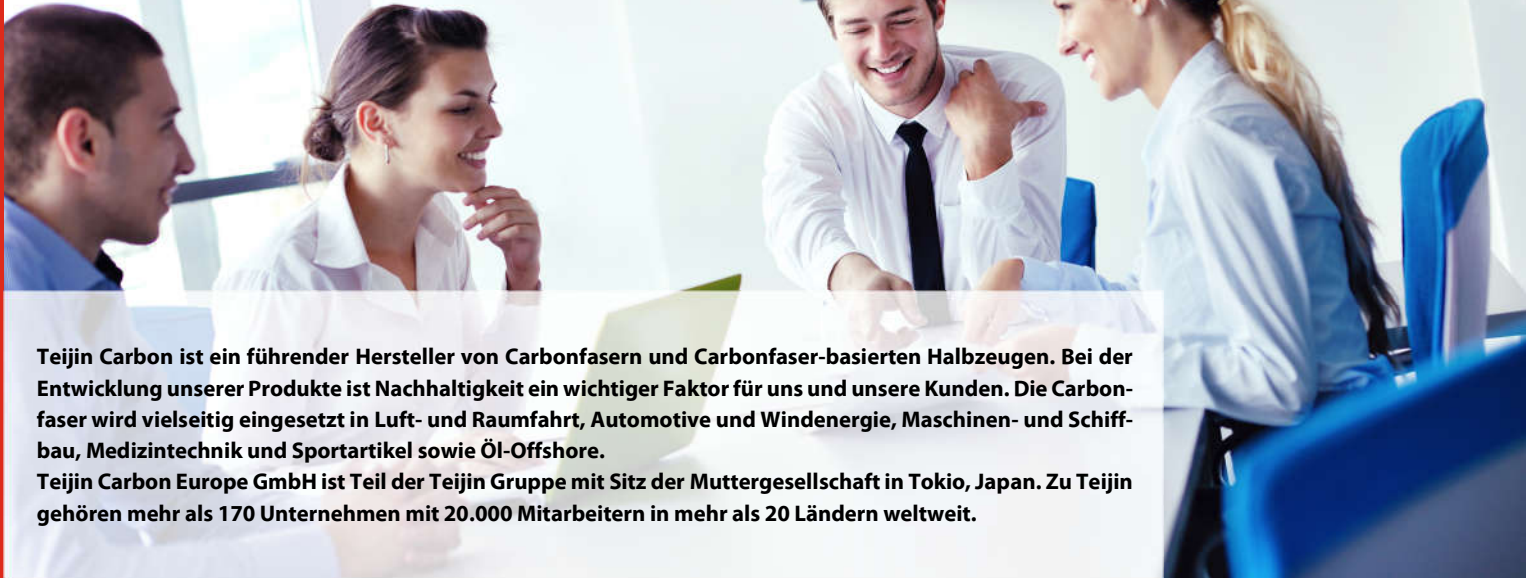 Teijin Carbon ist ein führender Hersteller von Carbonfasern und Carbonfaser-basierten Halbzeugen. Bei der
Entwicklung unserer Produkte ist Nachhaltigkeit ein wichtiger Faktor für uns und unsere Kunden. Die Carbon-
faser wird vielseitig eingesetzt in Luft- und Raumfahrt, Automotive und Windenergie, Maschinen- und Schiff-
bau, Medizintechnik und Sportartikel sowie Öl-Offshore.
Teijin Carbon Europe GmbH ist Teil der Teijin Gruppe mit Sitz der Muttergesellschaft in Tokio, Japan. Zu Teijin
gehören mehr als 170 Unternehmen mit 20.000 Mitarbeitern in mehr als 20 Ländern weltweit.